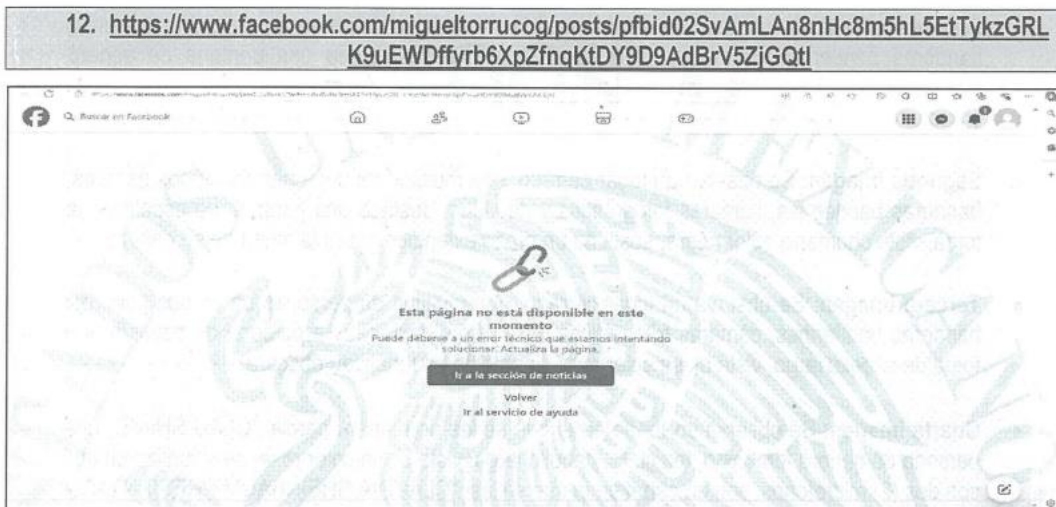 12. https://www.facebook.com/migueltorrucog/posts/pfbid02SvAmLAn8nHc8m5hL5EtTykzGRL
K9uEWDffyrb6XpZfnqKtDY9D9AdBrV5ZjGQtl
Buscar en Facebook
Esta página no está disponible en este
momento
Puede deberse a un error técnico que estamos intentando
solucionar. Actualiza la página.
Ir a la sección de noticias
Volver
Ir al servicio de ayuda